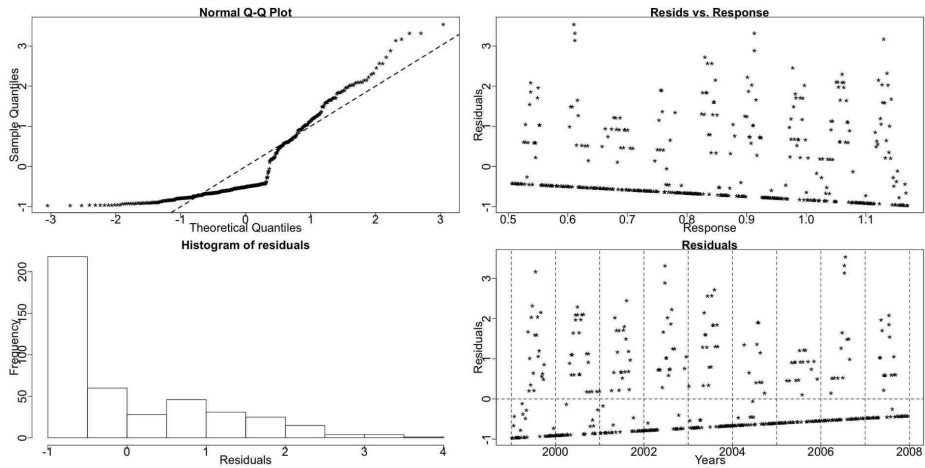 Normal Q-Q Plot
Sample Quantiles
3
2
1
0
-1
-3 -2 -1 0 1 2 3
Theoretical Quantiles
Resids vs. Response
Residuals
3
2
1
0
-1
0.5 0.6 0.7 0.8 0.9 1.0 1.1
Response
Histogram of residuals
Frequency
200
150
100
50
0
-1 0 1 2 3 4
Residuals
Residuals
Residuals
3
2
1
0
-1
2000 2002 2004 2006 2008
Years